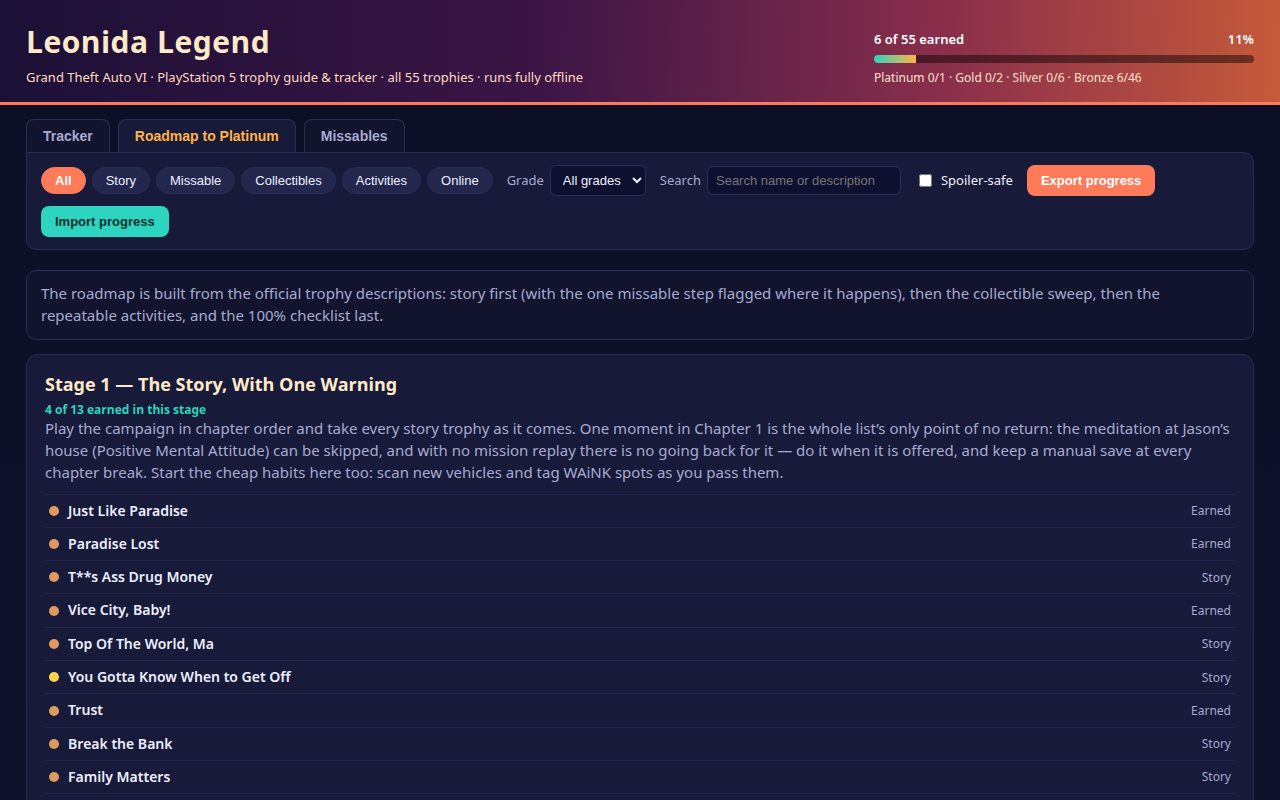 Leonida Legend
Grand Theft Auto VI · PlayStation 5 trophy guide & tracker · all 55 trophies · runs fully offline
6 of 55 earned 11%
Platinum 0/1 · Gold 0/2 · Silver 0/6 · Bronze 6/46
Tracker Roadmap to Platinum Missables
All Story Missable Collectibles Activities Online Grade All grades Search Search name or description Spoiler-safe Export progress
Import progress
The roadmap is built from the official trophy descriptions: story first (with the one missable step flagged where it happens), then the collectible sweep, then the
repeatable activities, and the 100% checklist last.
Stage 1 — The Story, With One Warning
4 of 13 earned in this stage
Play the campaign in chapter order and take every story trophy as it comes. One moment in Chapter 1 is the whole list’s only point of no return: the meditation at Jason’s
house (Positive Mental Attitude) can be skipped, and with no mission replay there is no going back for it — do it when it is offered, and keep a manual save at every
chapter break. Start the cheap habits here too: scan new vehicles and tag WAiNK spots as you pass them.
Just Like Paradise Earned
Paradise Lost Earned
T**s Ass Drug Money Story
Vice City, Baby! Earned
Top Of The World, Ma Story
You Gotta Know When to Get Off Story
Trust Earned
Break the Bank Story
Family Matters Story